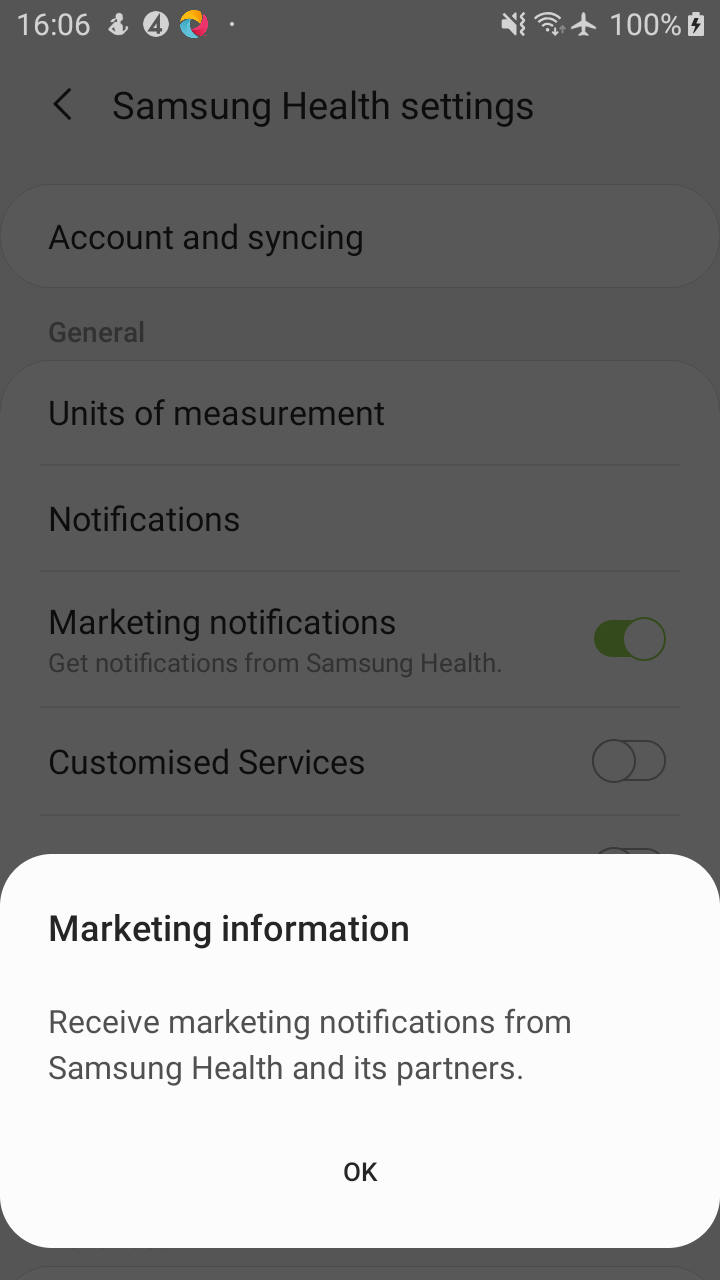 16:06
100%
Samsung Health settings
Account and syncing
General
Units of measurement
Notifications
Marketing notifications
Get notifications from Samsung Health.
Customised Services
Marketing information
Receive marketing notifications from
Samsung Health and its partners.
OK